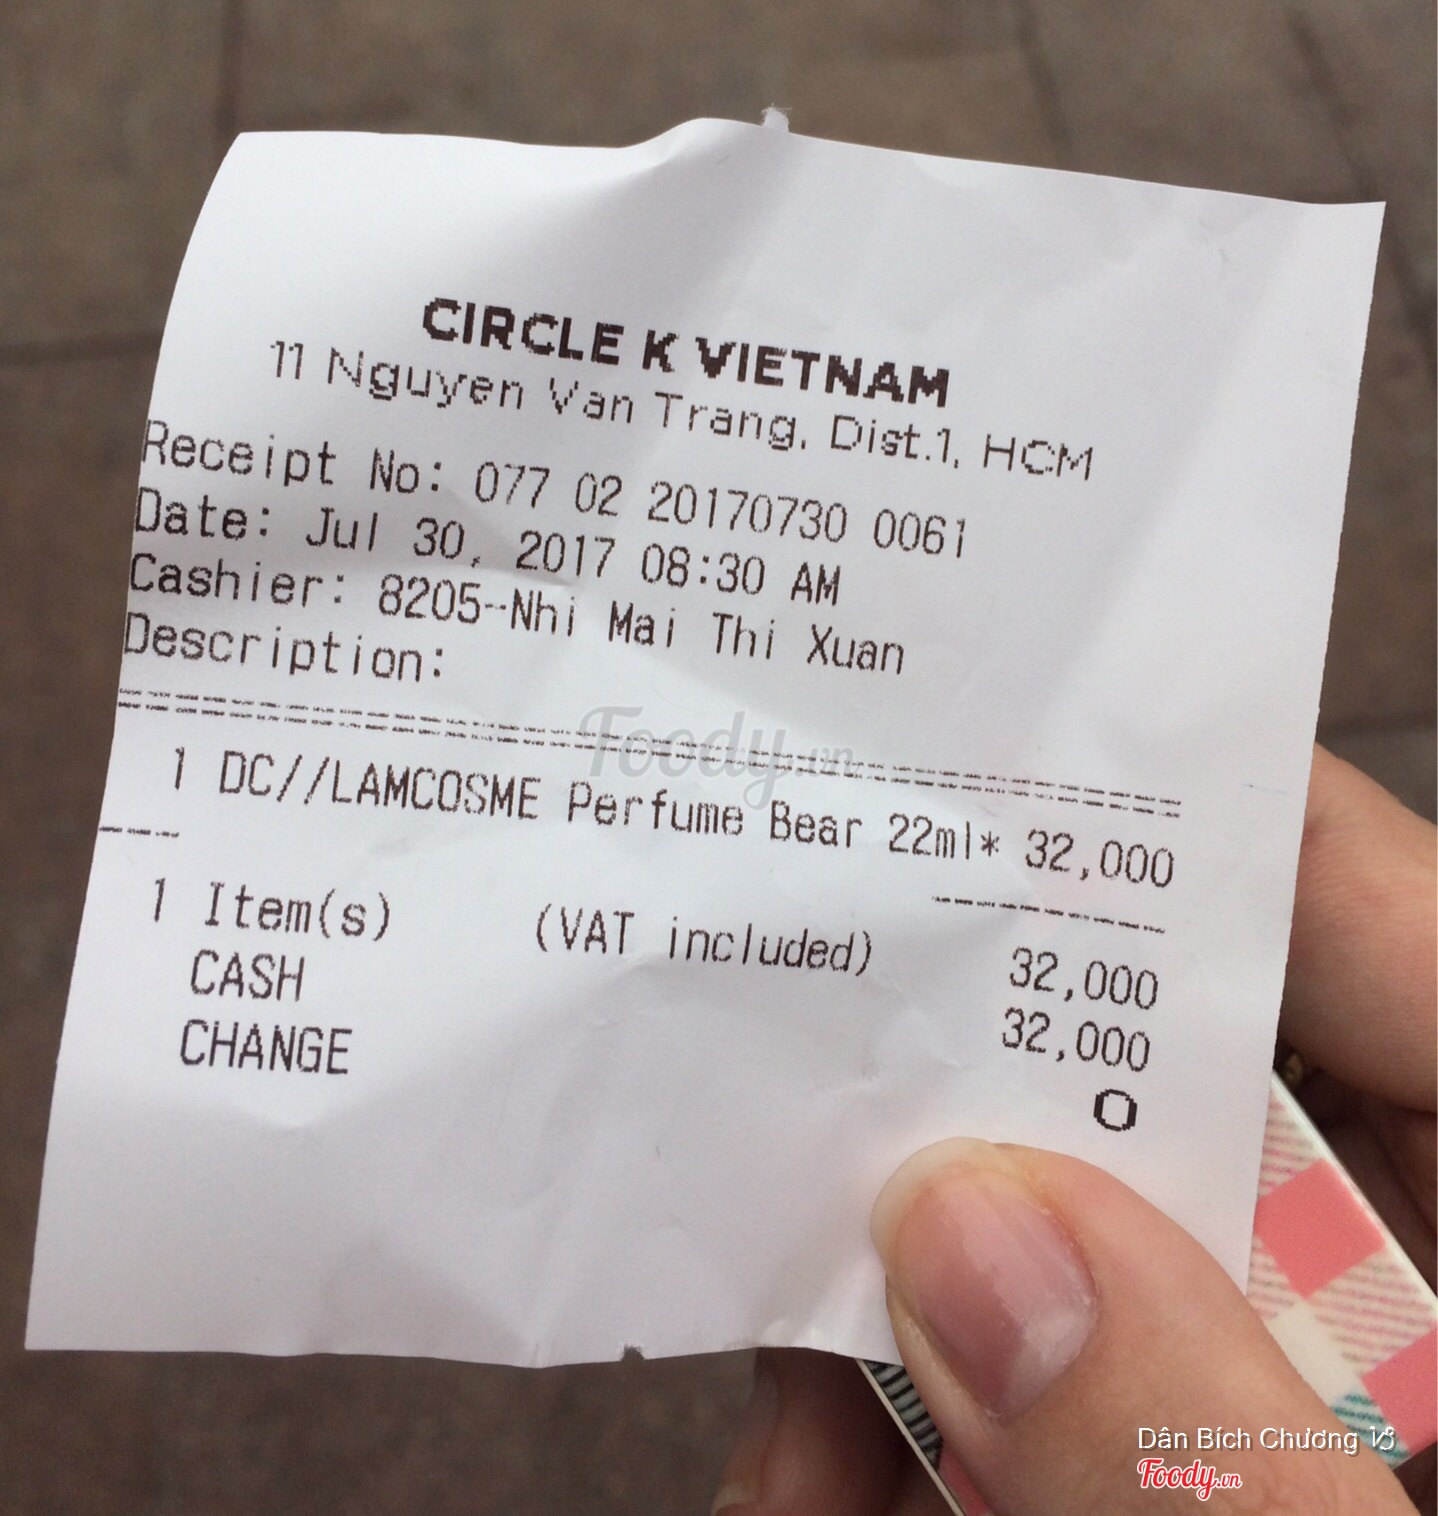 CIRCLE K VIETNAM
11 Nguyen Van Trang, Dist.1, HCM
Receipt No: 077 02 20170730 0061
Date: Jul 30, 2017 08:30 AM
Cashier: 8205--Nhi Mai Thi Xuan
Description:
Foody.vn
1 DC//LAMCOSME Perfume Bear 22ml* 32,000
1 Item(s) (VAT included) 32,000
CASH 32,000
CHANGE 0
Dân Bích Chương ♑
Foody.vn